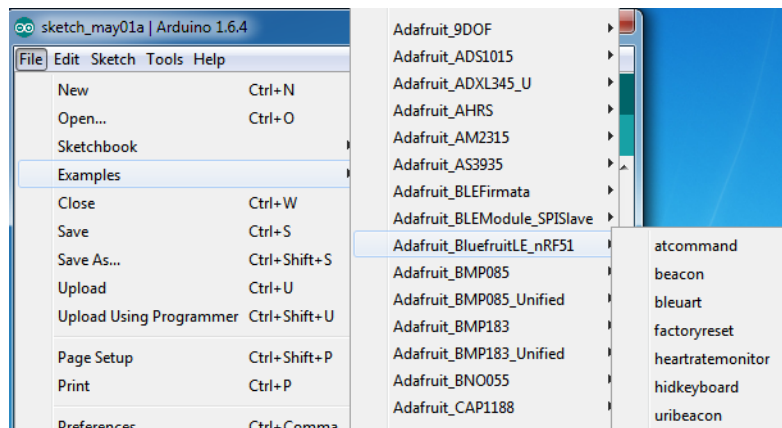 sketch_may01a | Arduino 1.6.4
File Edit Sketch Tools Help
New Ctrl+N
Open... Ctrl+O
Sketchbook
Examples
Close Ctrl+W
Save Ctrl+S
Save As... Ctrl+Shift+S
Upload Ctrl+U
Upload Using Programmer Ctrl+Shift+U
Page Setup Ctrl+Shift+P
Print Ctrl+P
Preferences Ctrl+Comma
Adafruit_9DOF
Adafruit_ADS1015
Adafruit_ADXL345_U
Adafruit_AHRS
Adafruit_AM2315
Adafruit_AS3935
Adafruit_BLEFirmata
Adafruit_BLEModule_SPISlave
Adafruit_BluefruitLE_nRF51
Adafruit_BMP085
Adafruit_BMP085_Unified
Adafruit_BMP183
Adafruit_BMP183_Unified
Adafruit_BNO055
Adafruit_CAP1188
atcommand
beacon
bleuart
factoryreset
heartratemonitor
hidkeyboard
uribeacon